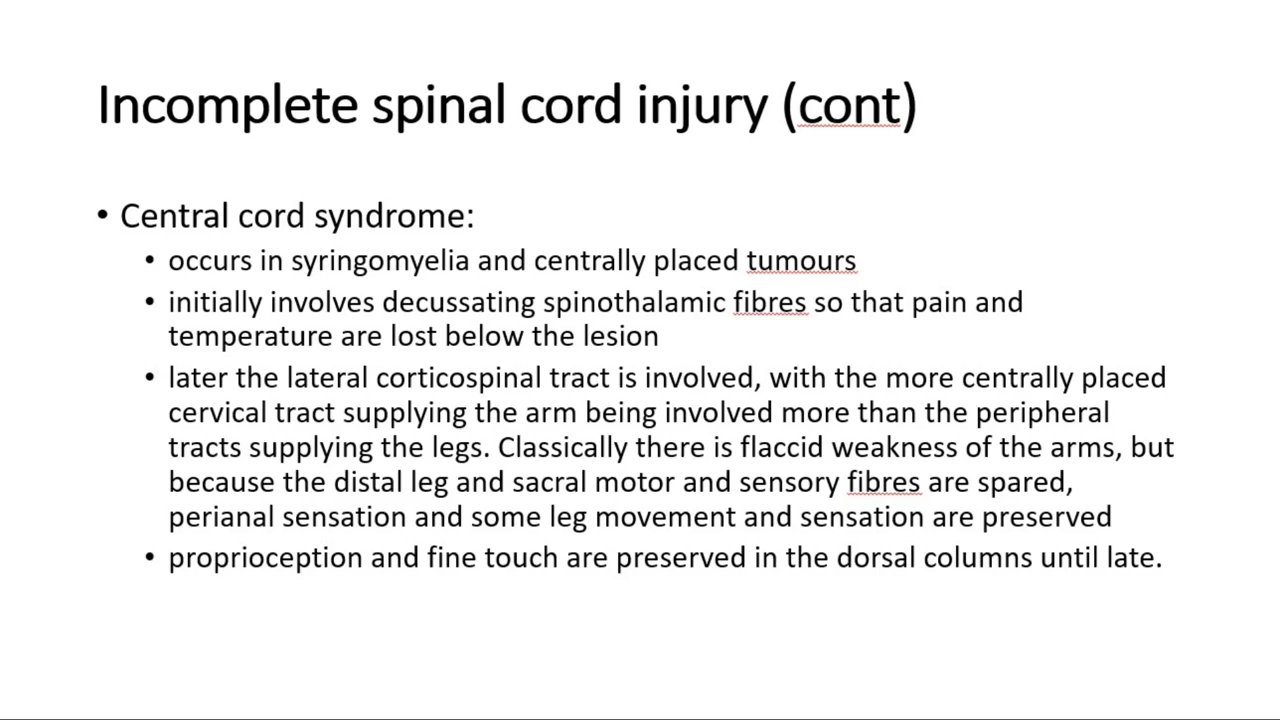 Incomplete spinal cord injury (cont)
• Central cord syndrome:
• occurs in syringomyelia and centrally placed tumours
• initially involves decussating spinothalamic fibres so that pain and
temperature are lost below the lesion
• later the lateral corticospinal tract is involved, with the more centrally placed
cervical tract supplying the arm being involved more than the peripheral
tracts supplying the legs. Classically there is flaccid weakness of the arms, but
because the distal leg and sacral motor and sensory fibres are spared,
perianal sensation and some leg movement and sensation are preserved
• proprioception and fine touch are preserved in the dorsal columns until late.